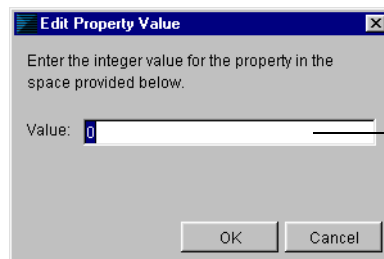 Edit Property Value
Enter the integer value for the property in the
space provided below.
Value: 0
OK Cancel